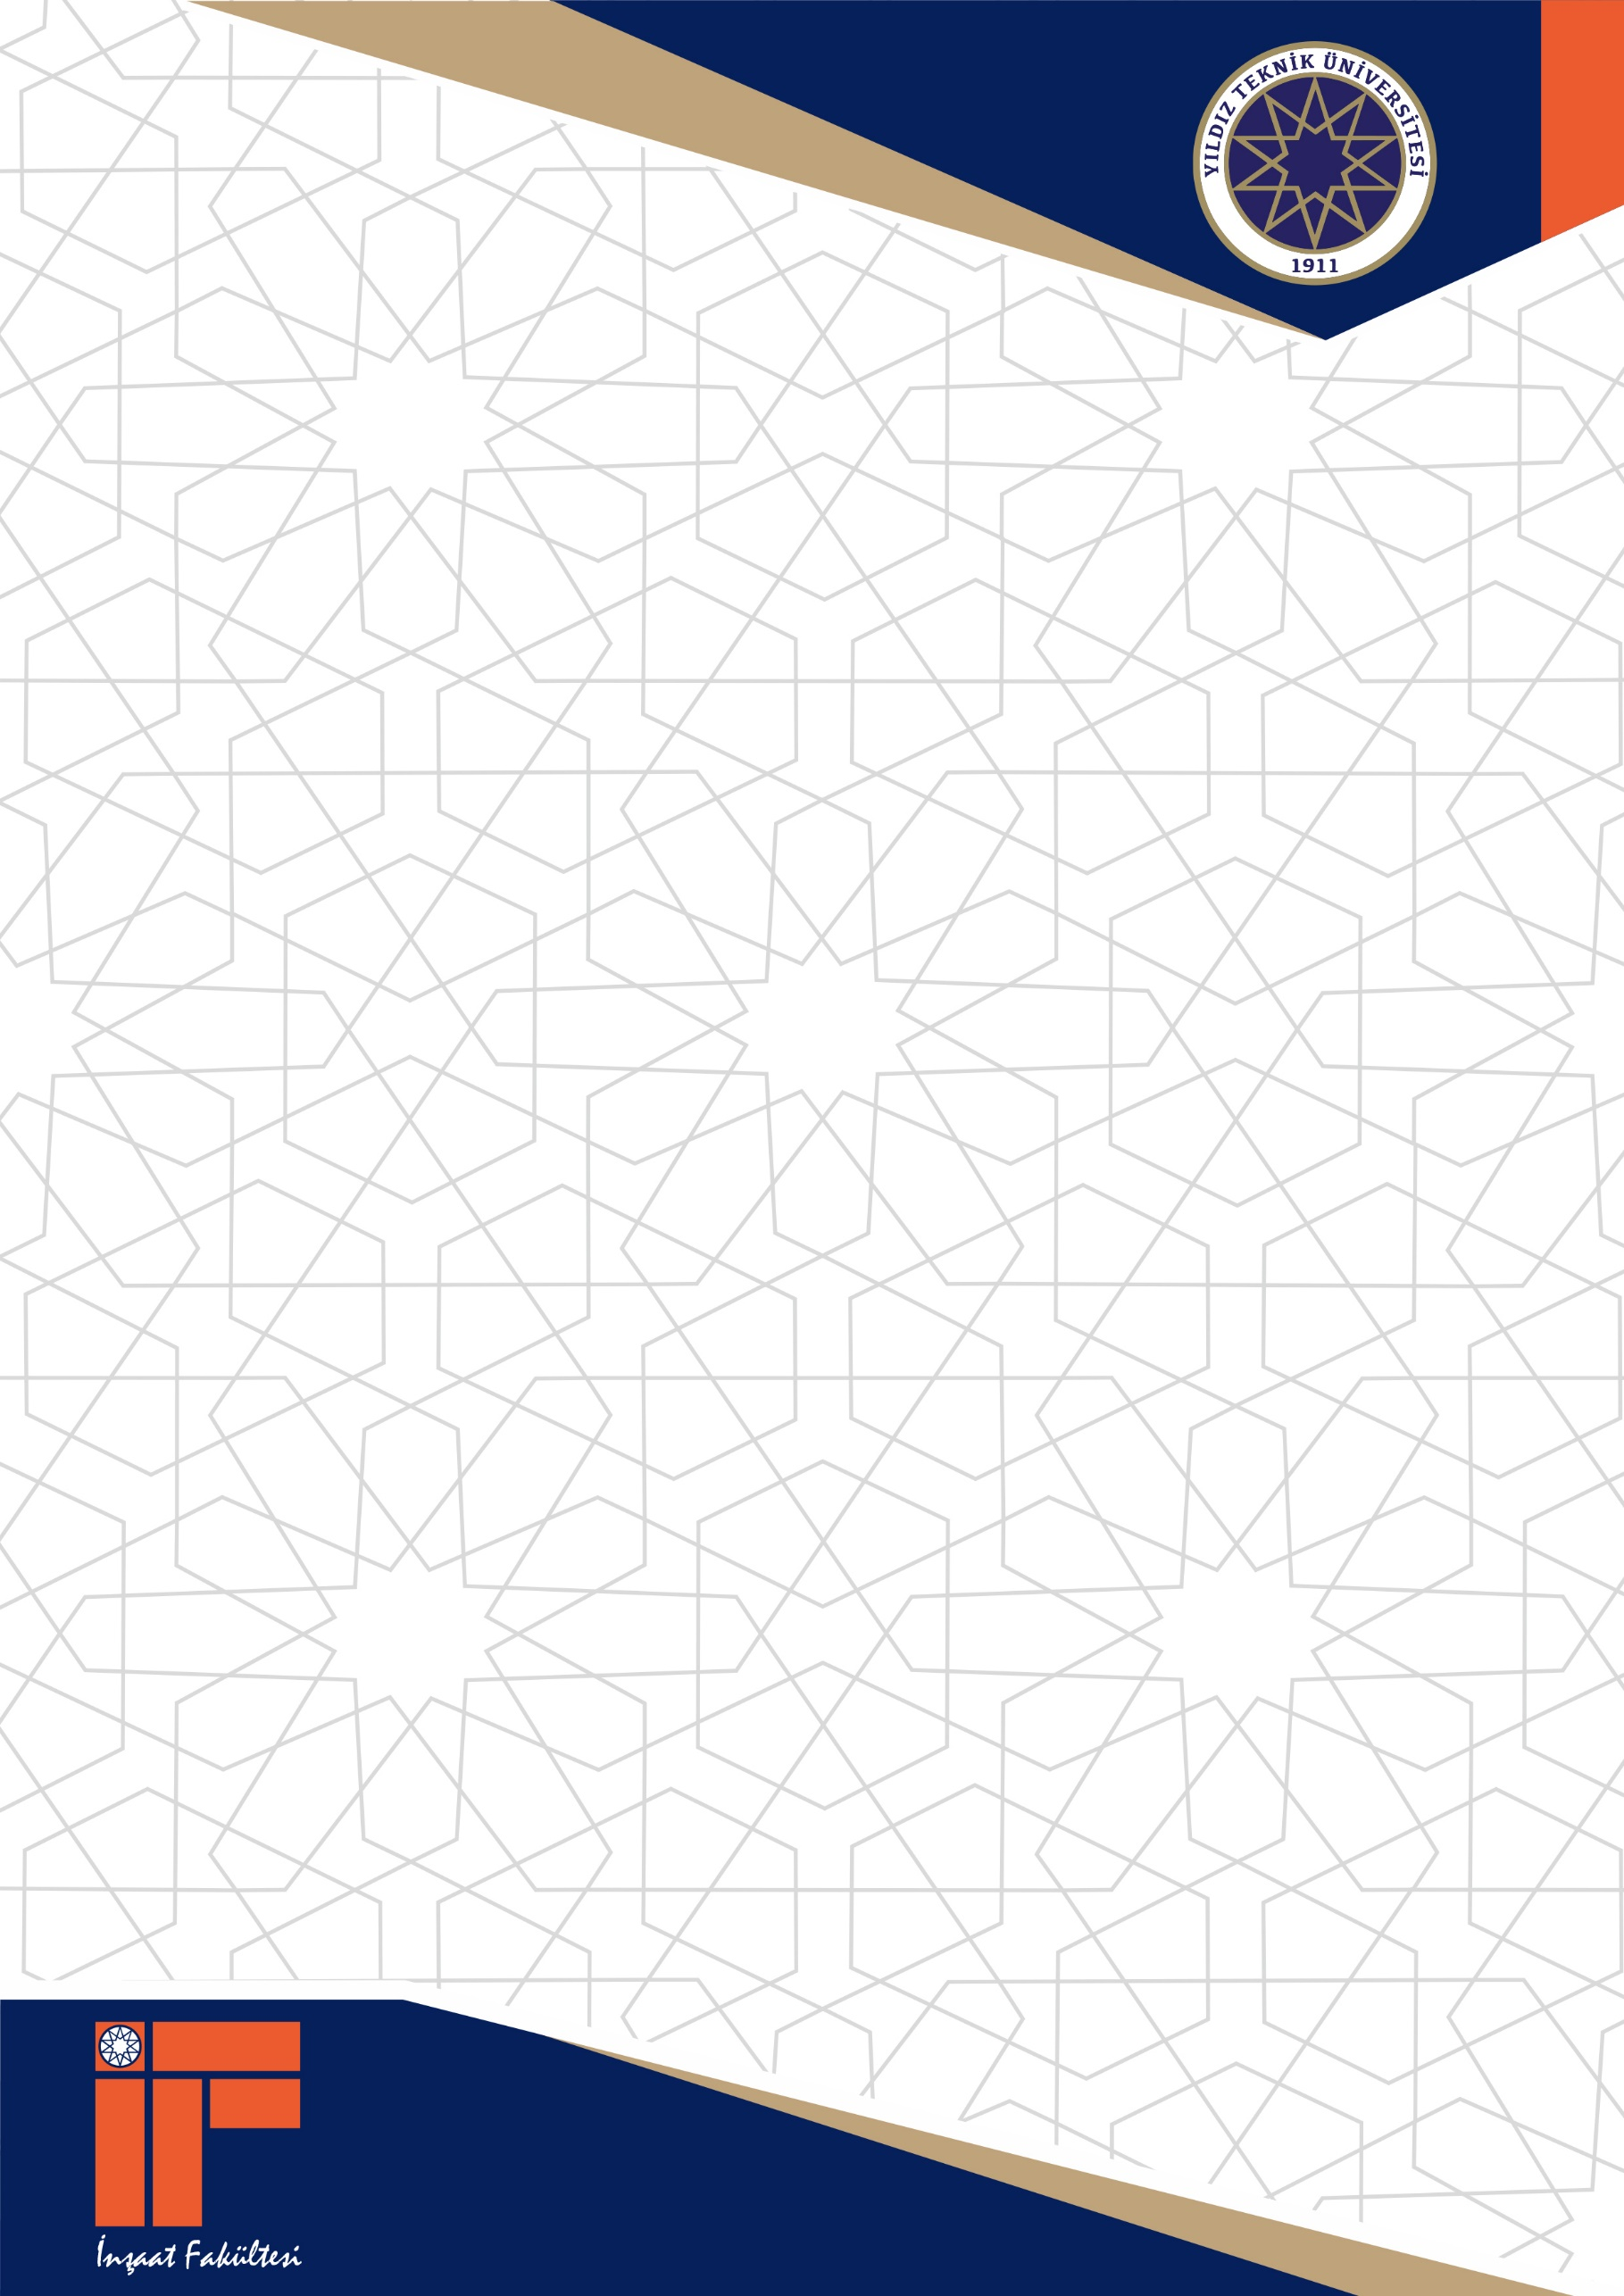 YILDIZ TEKNİK ÜNİVERSİTESİ
1911
İnşaat Fakültesi